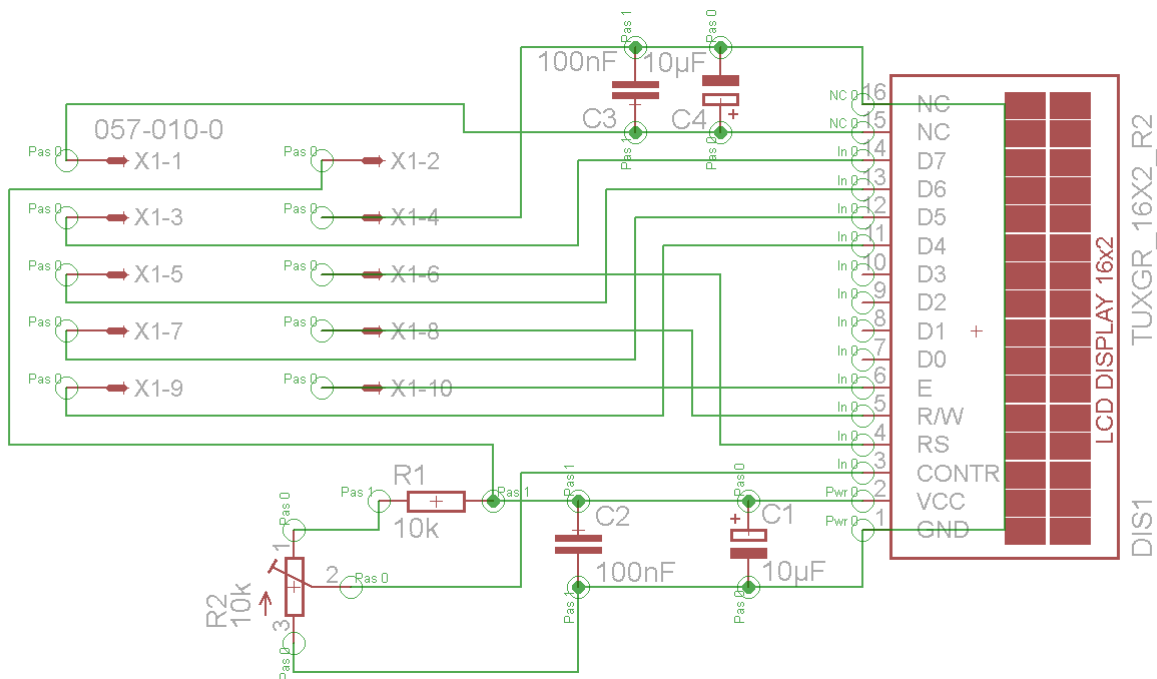 Pas 1
Pas 0
100nF
10µF
C3
C4
Pas 1
Pas 0
057-010-0
Pas 0
X1-1
Pas 0
X1-2
Pas 0
X1-3
Pas 0
X1-4
Pas 0
X1-5
Pas 0
X1-6
Pas 0
X1-7
Pas 0
X1-8
Pas 0
X1-9
Pas 0
X1-10
NC 0
16
NC
NC 0
15
NC
In 0
14
D7
In 0
13
D6
In 0
12
D5
In 0
11
D4
In 0
10
D3
In 0
9
D2
In 0
8
D1
In 0
7
D0
In 0
6
E
In 0
5
R/W
In 0
4
RS
In 0
3
CONTR
Pwr 0
2
VCC
Pwr 0
1
GND
LCD DISPLAY 16x2
TUXGR_16X2_R2
DIS1
R1
Pas 1
Pas 1
10k
Pas 1
C2
100nF
Pas 1
Pas 0
C1
10µF
Pas 0
Pas 0
1
2
Pas 0
R2
10k
3
Pas 0